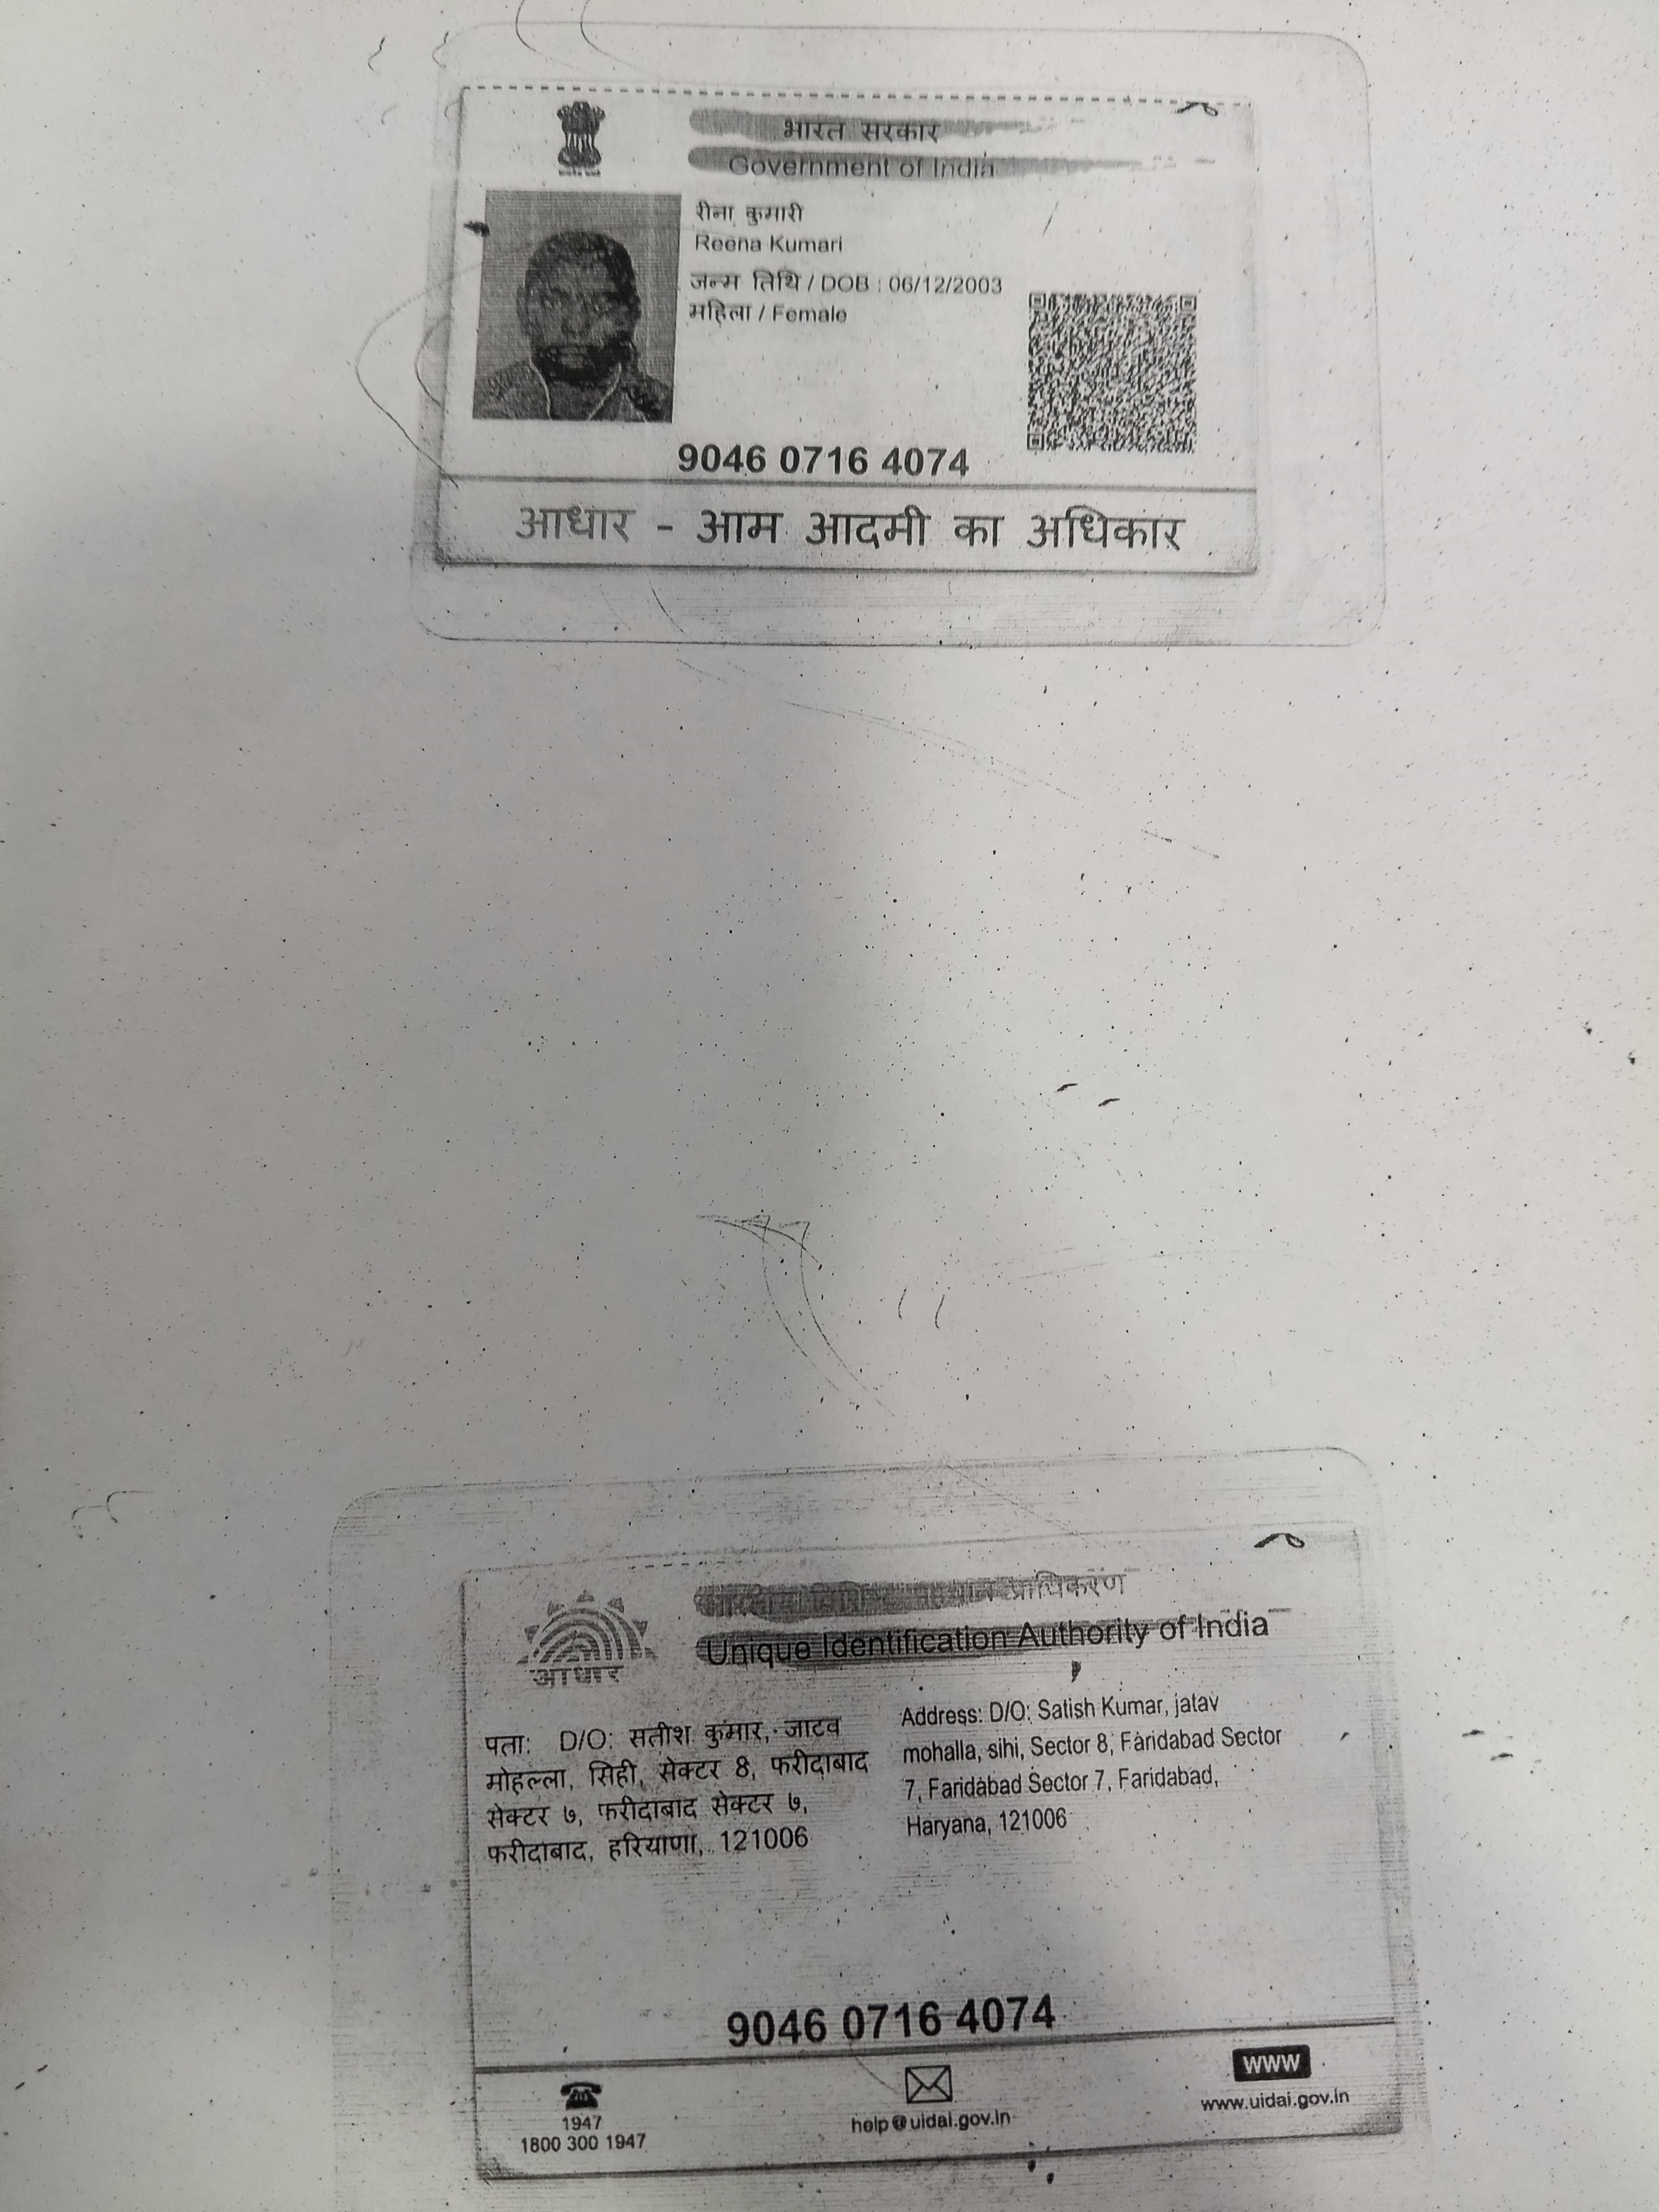 भारत सरकार
Government of India
रीना कुमारी
Reena Kumari
जन्म तिथि / DOB : 06/12/2003
महिला / Female
9046 0716 4074
आधार - आम आदमी का अधिकार
प्राधिकरण
Unique Identification Authority of India
आधार
पता: D/O: सतीश कुमार, जाटव
मोहल्ला, सिही, सेक्टर 8, फरीदाबाद
सेक्टर ७, फरीदाबाद सेक्टर ७,
फरीदाबाद, हरियाणा, 121006
Address: D/O: Satish Kumar, jatav
mohalla, sihi, Sector 8, Faridabad Sector
7, Faridabad Sector 7, Faridabad,
Haryana, 121006
9046 0716 4074
1947
1800 300 1947
help@uidai.gov.in
WWW
www.uidai.gov.in